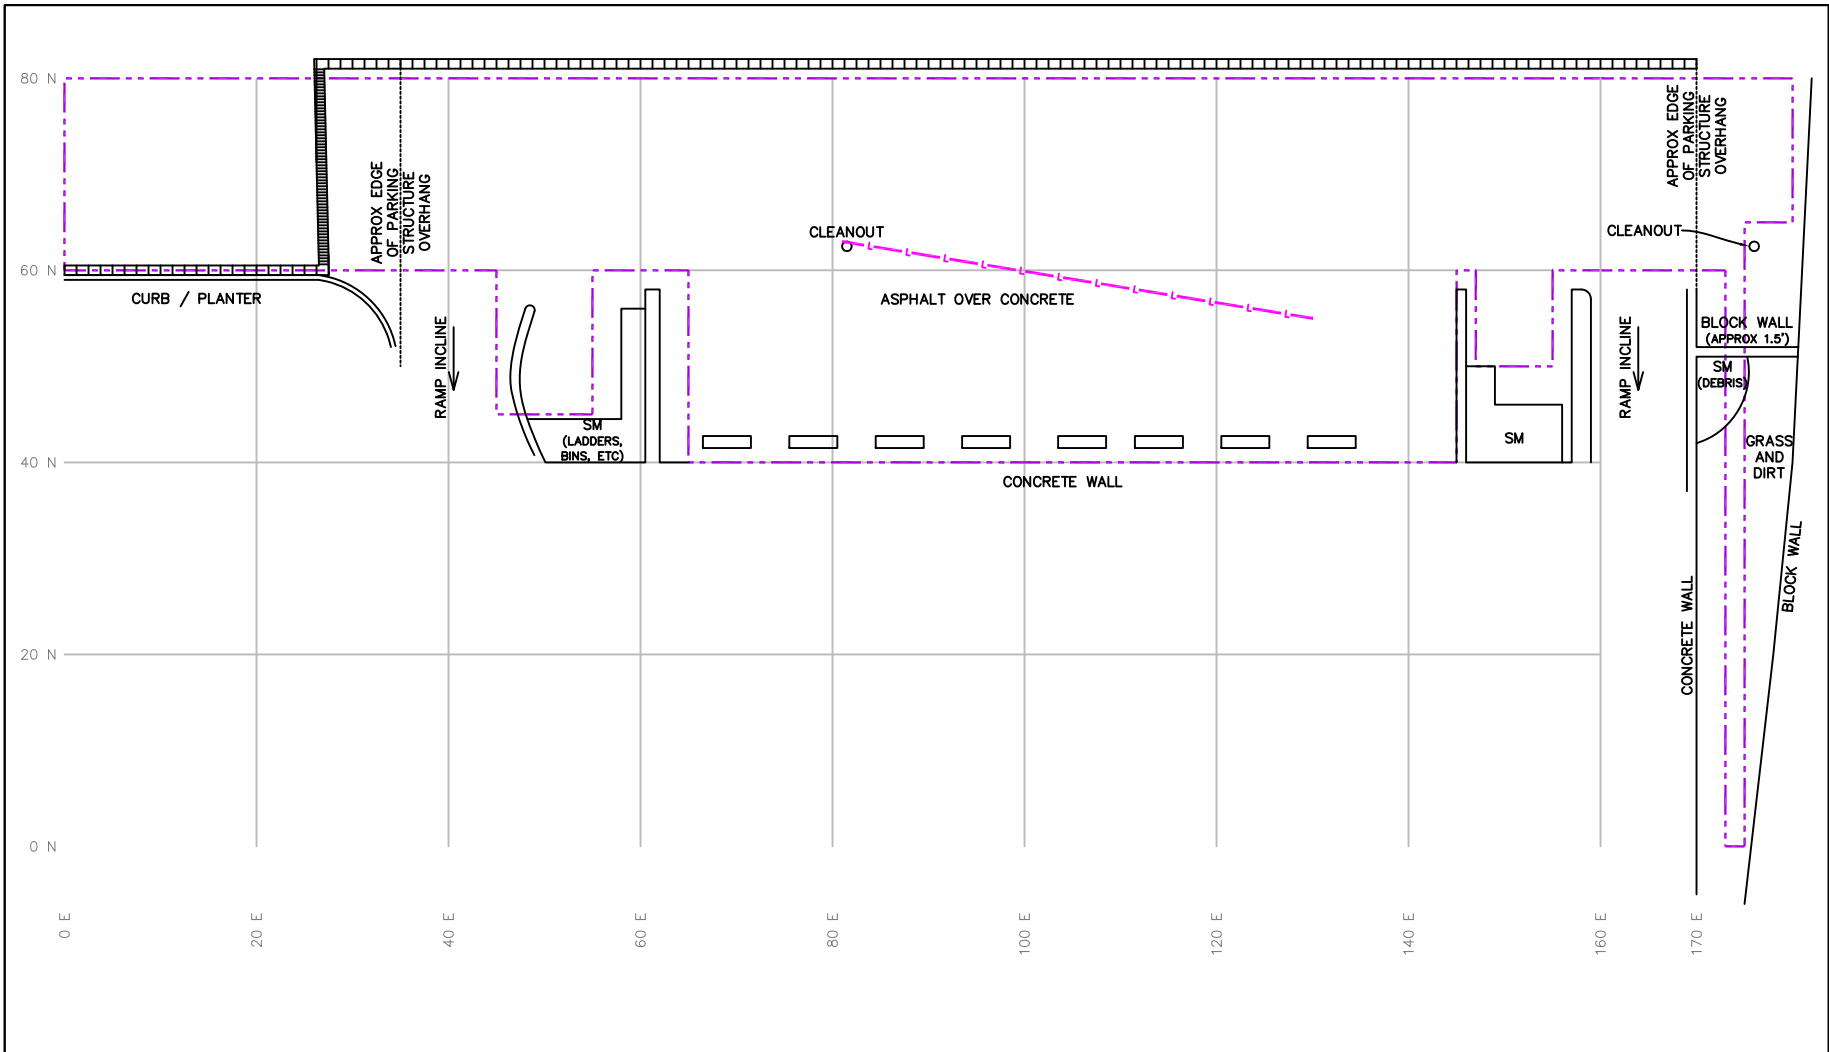 80 N
APPROX EDGE
OF PARKING
STRUCTURE
OVERHANG
APPROX EDGE
OF PARKING
STRUCTURE
OVERHANG
CLEANOUT
CLEANOUT
60 N
CURB / PLANTER
ASPHALT OVER CONCRETE
RAMP INCLINE
RAMP INCLINE
BLOCK WALL
(APPROX 1.5')
SM
(DEBRIS)
SM
(LADDERS,
BINS, ETC)
SM
GRASS
AND
DIRT
40 N
CONCRETE WALL
BLOCK WALL
CONCRETE WALL
20 N
0 N
0 E
20 E
40 E
60 E
80 E
100 E
120 E
140 E
160 E
170 E